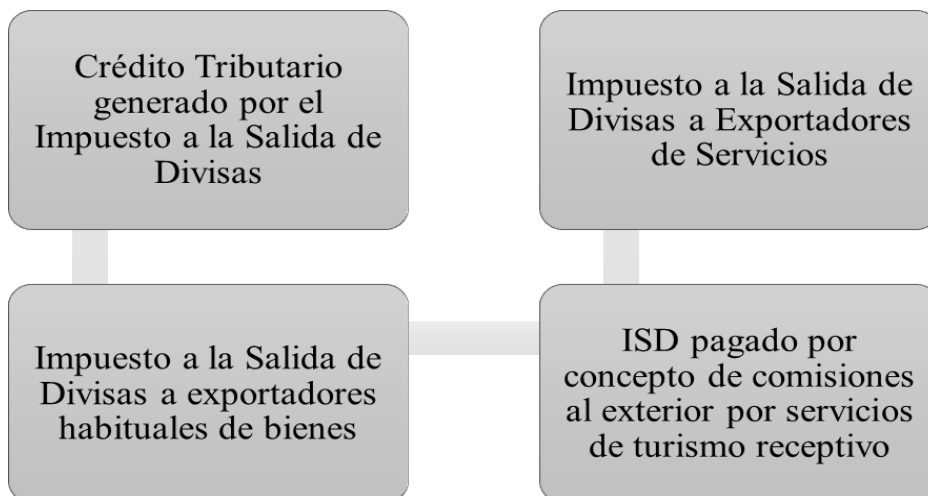 Crédito Tributario
generado por el
Impuesto a la Salida de
Divisas
Impuesto a la Salida de
Divisas a exportadores
habituales de bienes
ISD pagado por
concepto de comisiones
al exterior por servicios
de turismo receptivo
Impuesto a la Salida de
Divisas a Exportadores
de Servicios